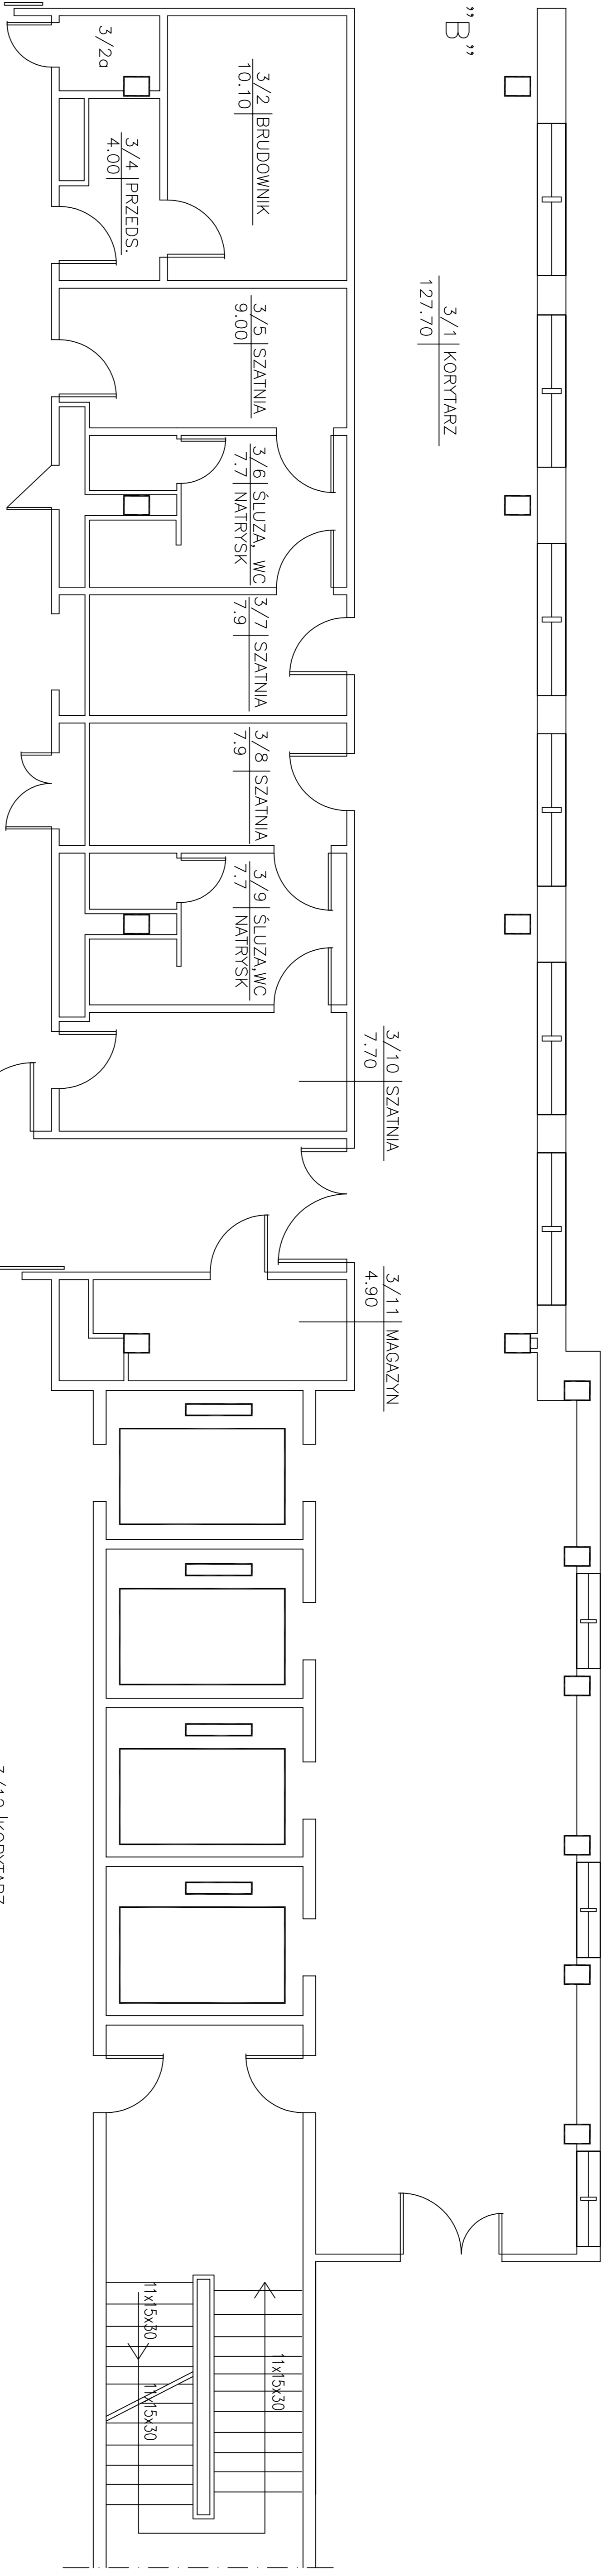 "B"
3/1 KORYTARZ
127.70
3/2a
3/2 BRUDOWNIK
10.10
3/4 PRZEDS.
4.00
3/5 SZATNIA
9.00
3/6 ŚLUZA, WC
7.7 NATRYSK
3/7 SZATNIA
7.9
3/8 SZATNIA
7.9
3/9 ŚLUZA,WC
7.7 NATRYSK
3/10 SZATNIA
7.70
3/11 MAGAZYN
4.90
3/12 KORYTARZ
11x15x30
11x15x30
11x15x30